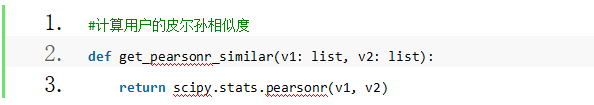 1. #计算用户的皮尔孙相似度
2. def get_pearsonr_similar(v1: list, v2: list):
3. return scipy.stats.pearsonr(v1, v2)